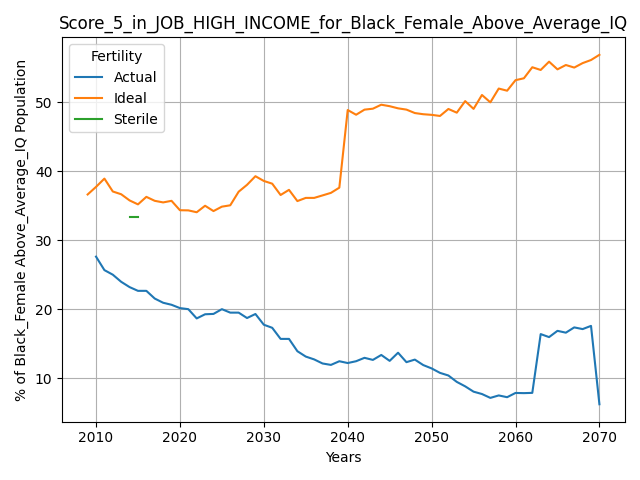 Score_5_in_JOB_HIGH_INCOME_for_Black_Female_Above_Average_IQ
Fertility
Actual
Ideal
Sterile
% of Black_Female Above_Average_IQ Population
50
40
30
20
10
2010 2020 2030 2040 2050 2060 2070
Years